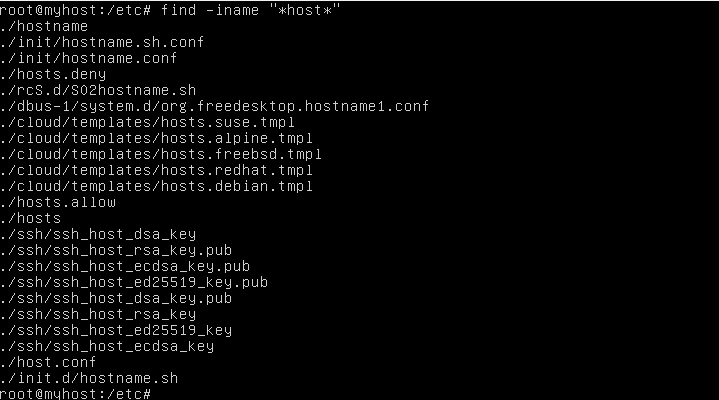 root@myhost:/etc# find -iname "*host*"
./hostname
./init/hostname.sh.conf
./init/hostname.conf
./hosts.deny
./rcS.d/S02hostname.sh
./dbus-1/system.d/org.freedesktop.hostname1.conf
./cloud/templates/hosts.suse.tmpl
./cloud/templates/hosts.alpine.tmpl
./cloud/templates/hosts.freebsd.tmpl
./cloud/templates/hosts.redhat.tmpl
./cloud/templates/hosts.debian.tmpl
./hosts.allow
./hosts
./ssh/ssh_host_dsa_key
./ssh/ssh_host_rsa_key.pub
./ssh/ssh_host_ecdsa_key.pub
./ssh/ssh_host_ed25519_key.pub
./ssh/ssh_host_dsa_key.pub
./ssh/ssh_host_rsa_key
./ssh/ssh_host_ed25519_key
./ssh/ssh_host_ecdsa_key
./host.conf
./init.d/hostname.sh
root@myhost:/etc#